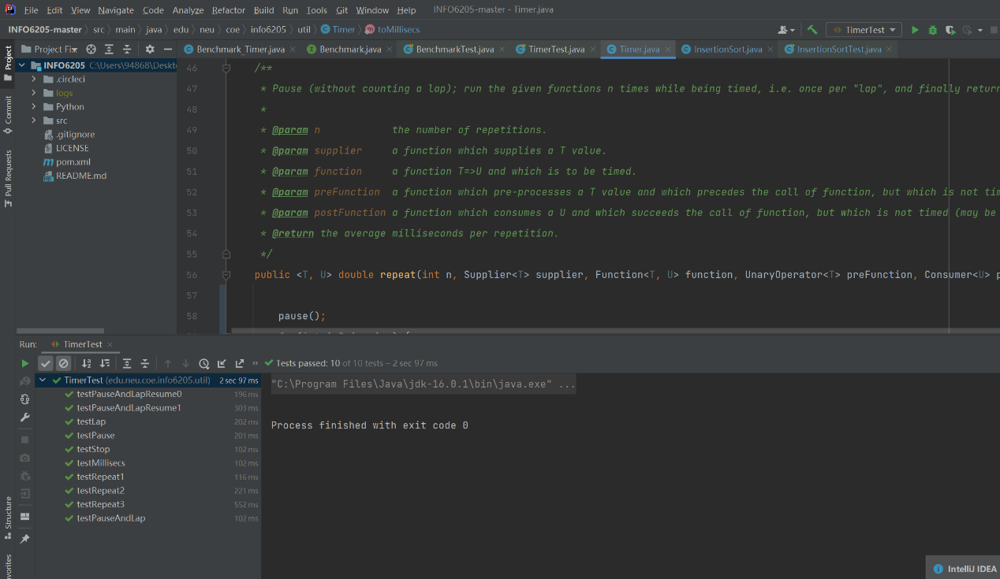 File Edit View Navigate Code Analyze Refactor Build Run Tools Git Window Help INFO6205-master - Timer.java
INFO6205-master src main java edu neu coe info6205 util Timer toMillisecs TimerTest
Project Fi Benchmark_Timer.java Benchmark.java BenchmarkTest.java TimerTest.java Timer.java InsertionSort.java InsertionSortTest.java
Project
Commit
Pull Requests
INFO6205 C:\Users\94868\Deskto
.circleci
logs
Python
src
.gitignore
LICENSE
pom.xml
README.md
46 /**
47 * Pause (without counting a lap); run the given functions n times while being timed, i.e. once per "lap", and finally return
48 *
49 * @param n the number of repetitions.
50 * @param supplier a function which supplies a T value.
51 * @param function a function T=>U and which is to be timed.
52 * @param preFunction a function which pre-processes a T value and which precedes the call of function, but which is not tim
53 * @param postFunction a function which consumes a U and which succeeds the call of function, but which is not timed (may be
54 * @return the average milliseconds per repetition.
55 */
56 public <T, U> double repeat(int n, Supplier<T> supplier, Function<T, U> function, UnaryOperator<T> preFunction, Consumer<U> p
57
58 pause();
Run: TimerTest
Tests passed: 10 of 10 tests – 2 sec 97 ms
TimerTest (edu.neu.coe.info6205.util) 2 sec 97 ms
testPauseAndLapResume0 196 ms
testPauseAndLapResume1 303 ms
testLap 202 ms
testPause 201 ms
testStop 102 ms
testMillisecs 102 ms
testRepeat1 116 ms
testRepeat2 221 ms
testRepeat3 552 ms
testPauseAndLap 102 ms
"C:\Program Files\Java\jdk-16.0.1\bin\java.exe" ...
Process finished with exit code 0
Structure
vorites
IntelliJ IDEA